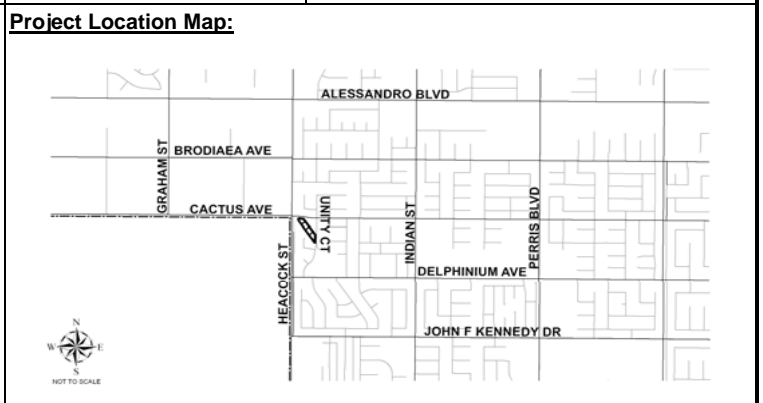 Project Location Map:
ALESSANDRO BLVD
BRODIAEA AVE
GRAHAM ST
CACTUS AVE
UNITY CT
HEACOCK ST
INDIAN ST
PERRIS BLVD
DELPHINIUM AVE
JOHN F KENNEDY DR
N
W E
S
NOT TO SCALE